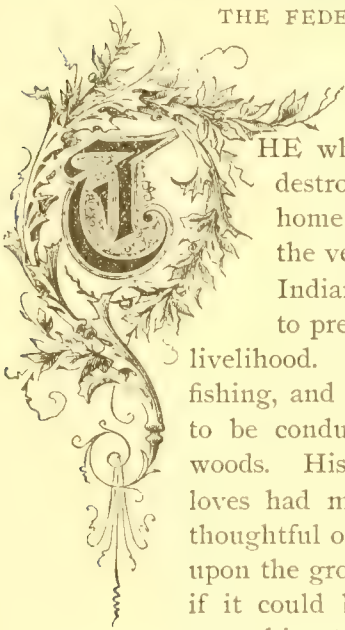 THE FEDE
THE wh
destro
home
the ve
Indian
to pre
livelihood.
fishing, and
to be condu
woods. His
loves had m
thoughtful o
upon the gro
if it could b